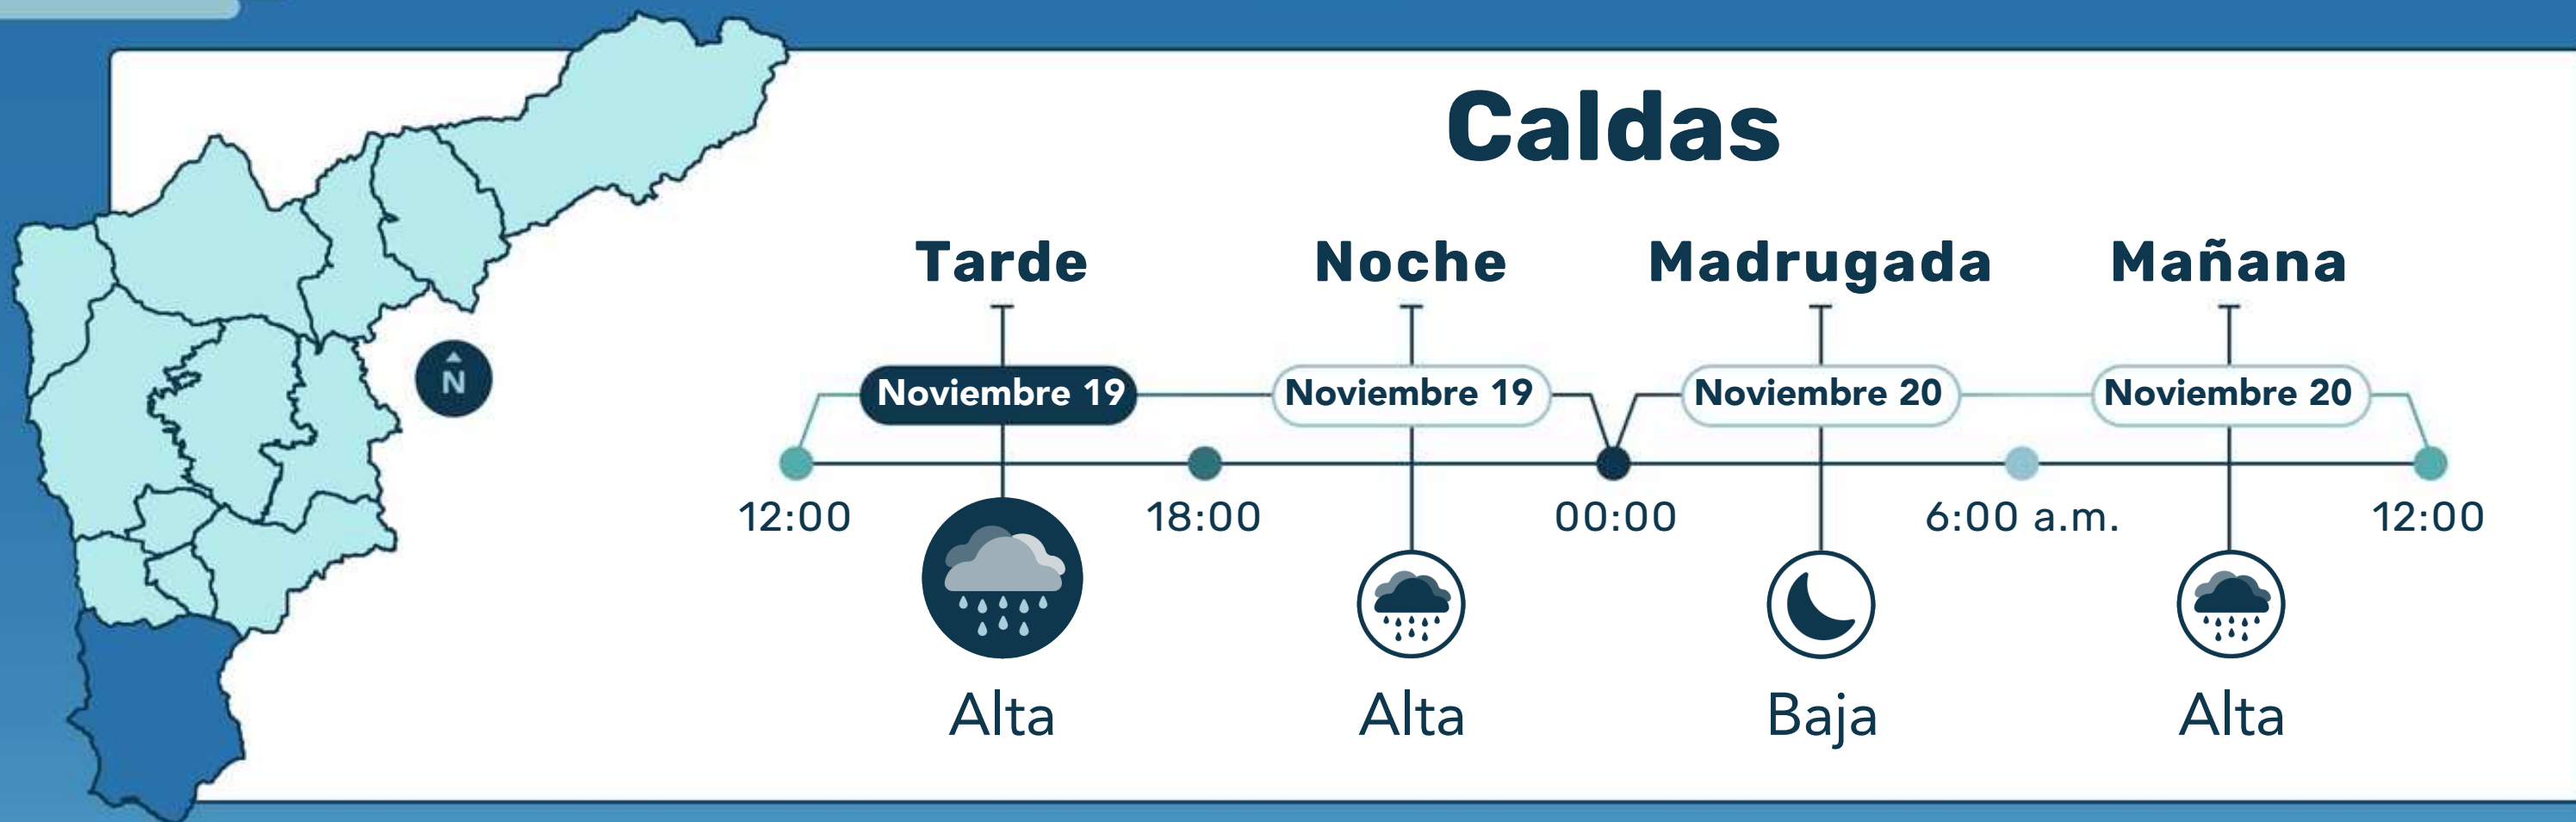 Caldas
Tarde
Noche
Madrugada
Mañana
N
Noviembre 19
Noviembre 19
Noviembre 20
Noviembre 20
12:00
18:00
00:00
6:00 a.m.
12:00
Alta
Alta
Baja
Alta